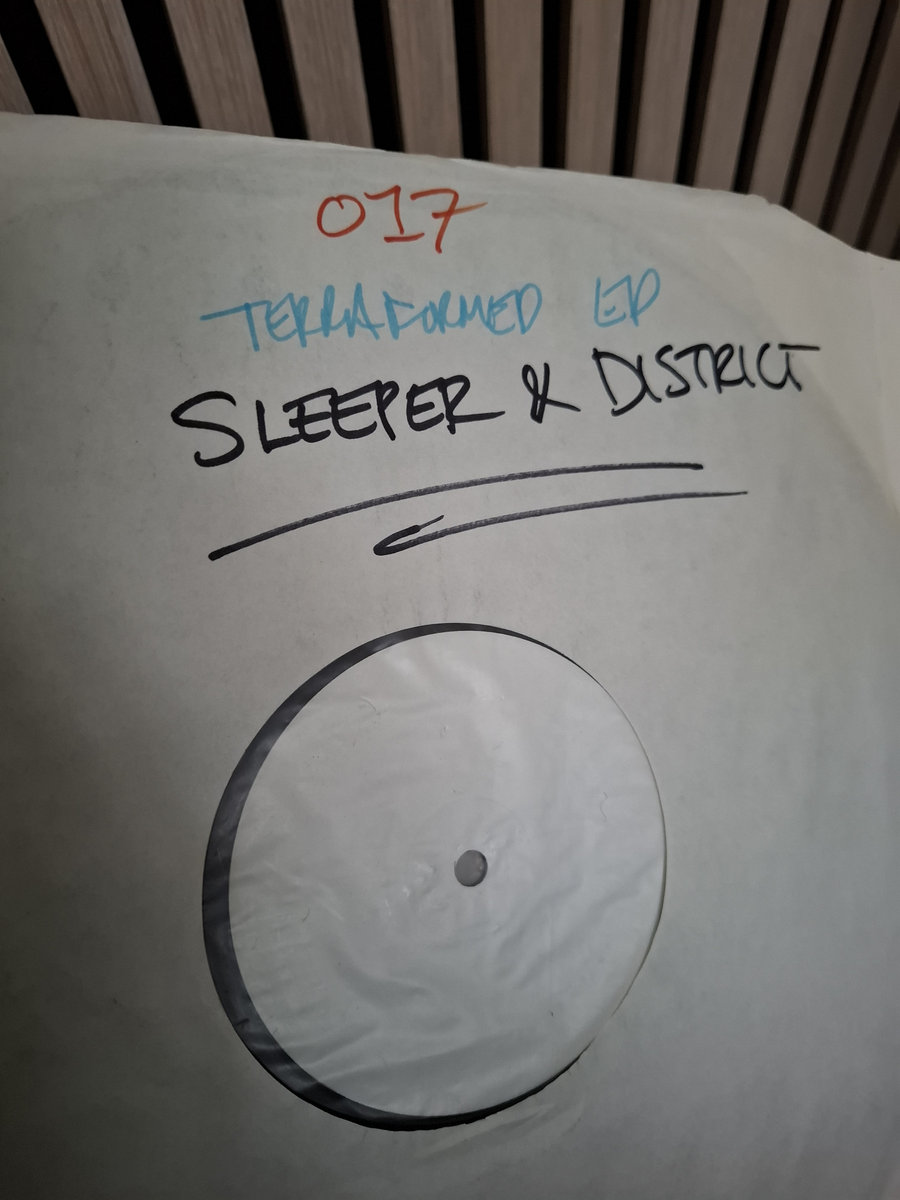 017
TERRAFORMED EP
SLEEPER & DISTRICT